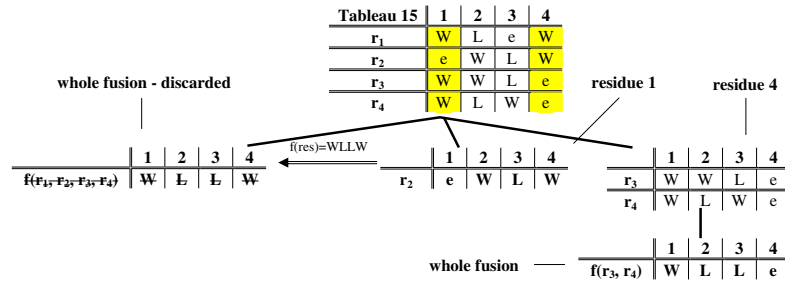 Tableau 15 1 2 3 4
r1 W L e W
r2 e W L W
r3 W W L e
r4 W L W e
whole fusion - discarded
residue 1
residue 4
f(res)=WLLW
1 2 3 4
f(r1, r2, r3, r4) W L L W
1 2 3 4
r2 e W L W
1 2 3 4
r3 W W L e
r4 W L W e
whole fusion
1 2 3 4
f(r3, r4) W L L e